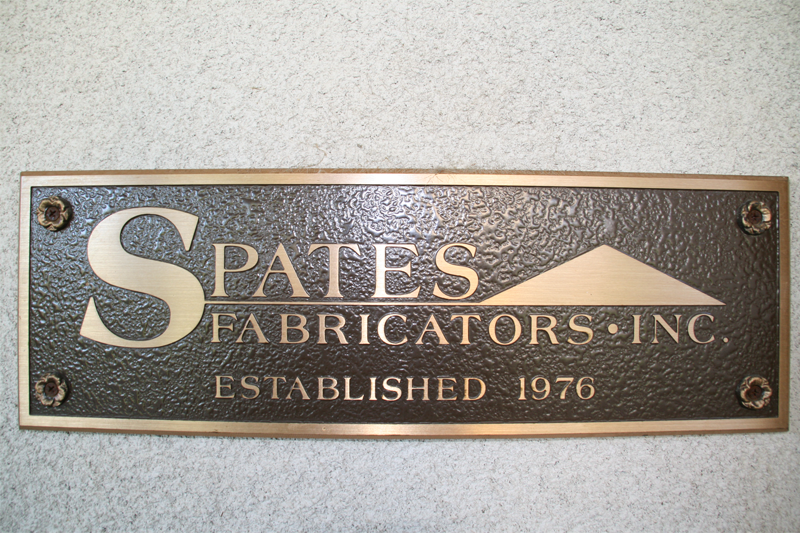 SPATES
FABRICATORS • INC.
ESTABLISHED 1976